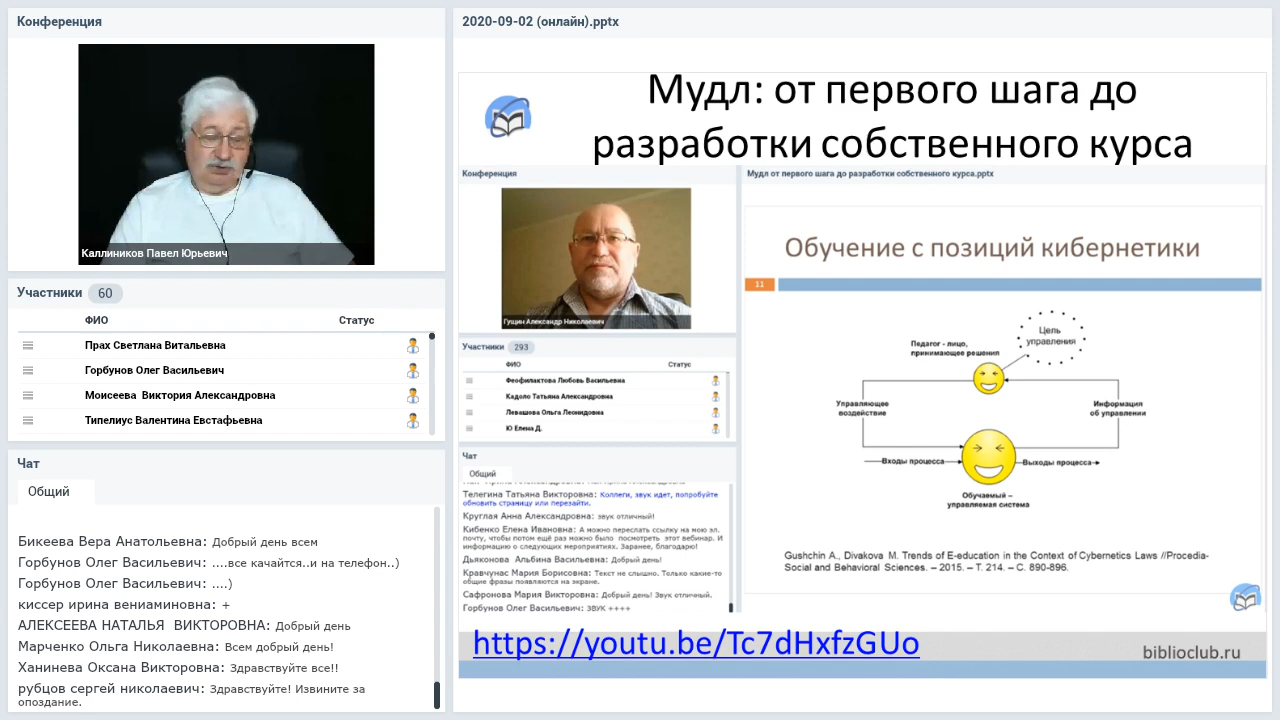 Конференция
Каллиников Павел Юрьевич
Участники 60
ФИО Статус
Прах Светлана Витальевна
Горбунов Олег Васильевич
Моисеева Виктория Александровна
Типелиус Валентина Евстафьевна
Чат
Общий
Бикеева Вера Анатольевна: Добрый день всем
Горбунов Олег Васильевич: ....все качайтся..и на телефон..)
Горбунов Олег Васильевич: ....)
киссер ирина вениаминовна: +
АЛЕКСЕЕВА НАТАЛЬЯ ВИКТОРОВНА: Добрый день
Марченко Ольга Николаевна: Всем добрый день!
Ханинева Оксана Викторовна: Здравствуйте все!!
рубцов сергей николаевич: Здравствуйте! Извините за
опоздание.
2020-09-02 (онлайн).pptx
Мудл: от первого шага до
разработки собственного курса
Конференция
Гущин Александр Николаевич
Участники 293
ФИО Статус
Феофилактова Любовь Васильевна
Кадоло Татьяна Александровна
Левашова Ольга Леонидовна
Ю Елена Д.
Чат
Общий
Телегина Татьяна Викторовна: Коллеги, звук идет, попробуйте
обновить страницу или перезайти.
Круглая Анна Александровна: звук отличный!
Кибенко Елена Ивановна: А можно переслать ссылку на мою эл.
почту, чтобы потом ещё раз можно было посмотреть этот вебинар. И
информацию о следующих мероприятиях. Заранее, благодарю!
Дьяконова Альбина Васильевна: Добрый день!
Кравчунас Мария Борисовна: Текст не слышно. Только какие-то
общие фразы появляются на экране.
Сафронова Мария Викторовна: Добрый день! Звук отличный.
Горбунов Олег Васильевич: ЗВУК ++++
Мудл от первого шага до разработки собственного курса.pptx
Обучение с позиций кибернетики
11
Цель
управления
Педагог - лицо,
принимающее решения
Управляющее
воздействие
Информация
об управлении
Входы процесса
Выходы процесса
Обучаемый –
управляемая система
Gushchin A., Divakova M. Trends of E-education in the Context of Cybernetics Laws //Procedia-
Social and Behavioral Sciences. – 2015. – Т. 214. – С. 890-896.
https://youtu.be/Tc7dHxfzGUo
biblioclub.ru